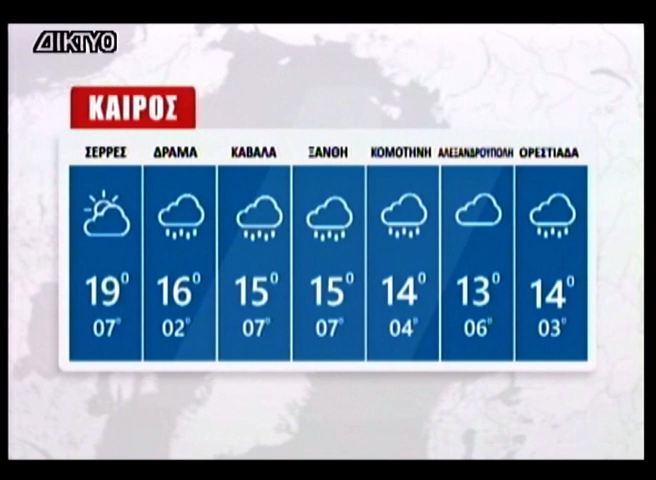 ΔΙΚΤΥΟ
ΚΑΙΡΟΣ
ΣΕΡΡΕΣ ΔΡΑΜΑ ΚΑΒΑΛΑ ΞΑΝΘΗ ΚΟΜΟΤΗΝΗ ΑΛΕΞΑΝΔΡΟΥΠΟΛΗ ΟΡΕΣΤΙΑΔΑ
19° 16° 15° 15° 14° 13° 14°
07° 02° 07° 07° 04° 06° 03°